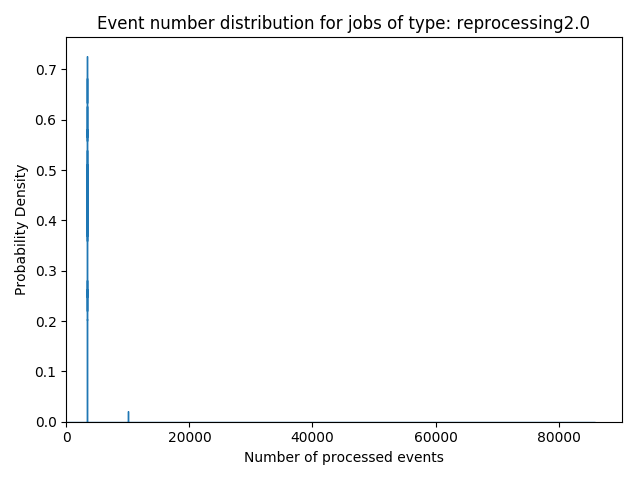 Event number distribution for jobs of type: reprocessing2.0
Probability Density
0.7
0.6
0.5
0.4
0.3
0.2
0.1
0.0
0 20000 40000 60000 80000
Number of processed events